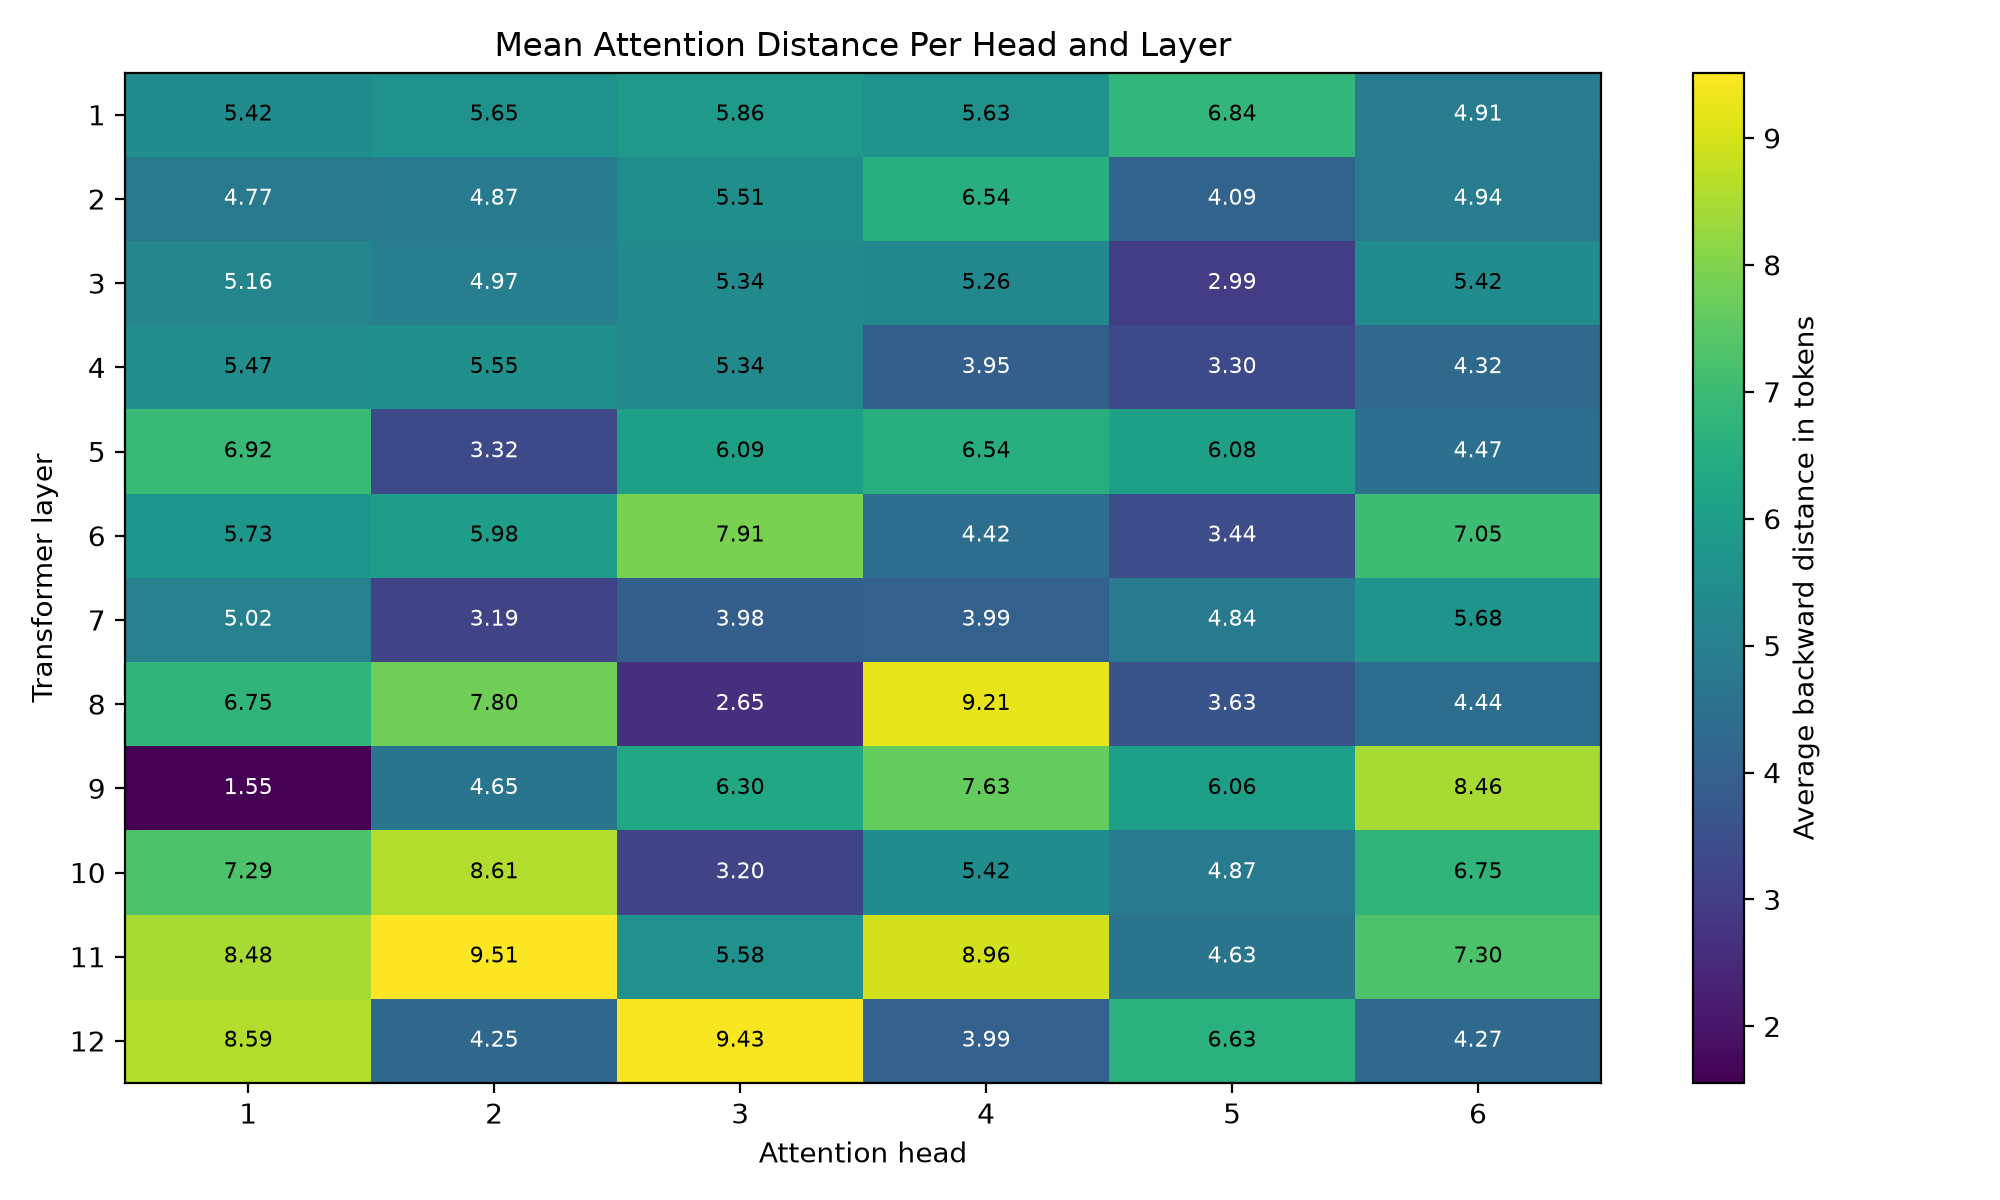 Mean Attention Distance Per Head and Layer
1 5.42 5.65 5.86 5.63 6.84 4.91
2 4.77 4.87 5.51 6.54 4.09 4.94
3 5.16 4.97 5.34 5.26 2.99 5.42
4 5.47 5.55 5.34 3.95 3.30 4.32
5 6.92 3.32 6.09 6.54 6.08 4.47
6 5.73 5.98 7.91 4.42 3.44 7.05
7 5.02 3.19 3.98 3.99 4.84 5.68
8 6.75 7.80 2.65 9.21 3.63 4.44
9 1.55 4.65 6.30 7.63 6.06 8.46
10 7.29 8.61 3.20 5.42 4.87 6.75
11 8.48 9.51 5.58 8.96 4.63 7.30
12 8.59 4.25 9.43 3.99 6.63 4.27
1 2 3 4 5 6
Attention head
Transformer layer
9
8
7
6
5
4
3
2
Average backward distance in tokens